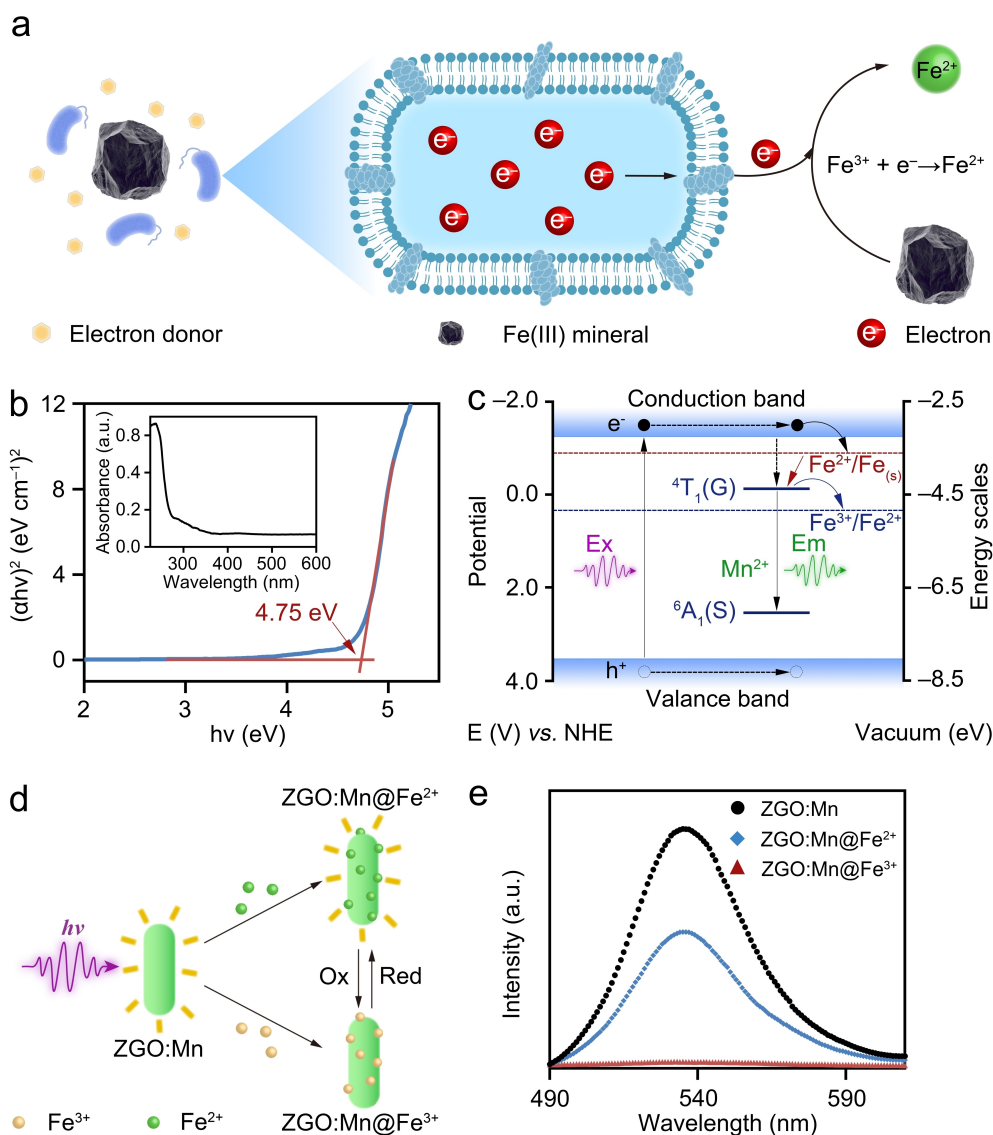 a
e–
e–
e–
e–
e–
e–
e–
Fe²⁺
Fe³⁺ + e–→Fe²⁺
Electron donor
Fe(III) mineral
e–
Electron
b
12
8
4
0
(αhν)² (eV cm⁻¹)²
2
3
4
5
hν (eV)
4.75 eV
0.8
0.4
0.2
0.0
Absorbance (a.u.)
300
400
500
600
Wavelength (nm)
c
–2.0
0.0
2.0
4.0
Potential
E (V) vs. NHE
Conduction band
e-
Fe²⁺/Fe(s)
⁴T₁(G)
Fe³⁺/Fe²⁺
Ex
Em
Mn²⁺
⁶A₁(S)
h⁺
Valance band
–2.5
–4.5
–6.5
–8.5
Energy scales
Vacuum (eV)
d
ZGO:Mn@Fe²⁺
hν
Ox
Red
ZGO:Mn
Fe³⁺
Fe²⁺
ZGO:Mn@Fe³⁺
e
ZGO:Mn
ZGO:Mn@Fe²⁺
ZGO:Mn@Fe³⁺
Intensity (a.u.)
490
540
590
Wavelength (nm)